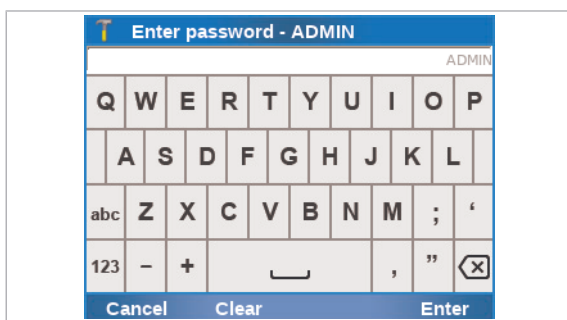 Enter password - ADMIN
ADMIN
Q W E R T Y U I O P
A S D F G H J K L
abc Z X C V B N M ; ‘
123 - + , ”
Cancel Clear Enter